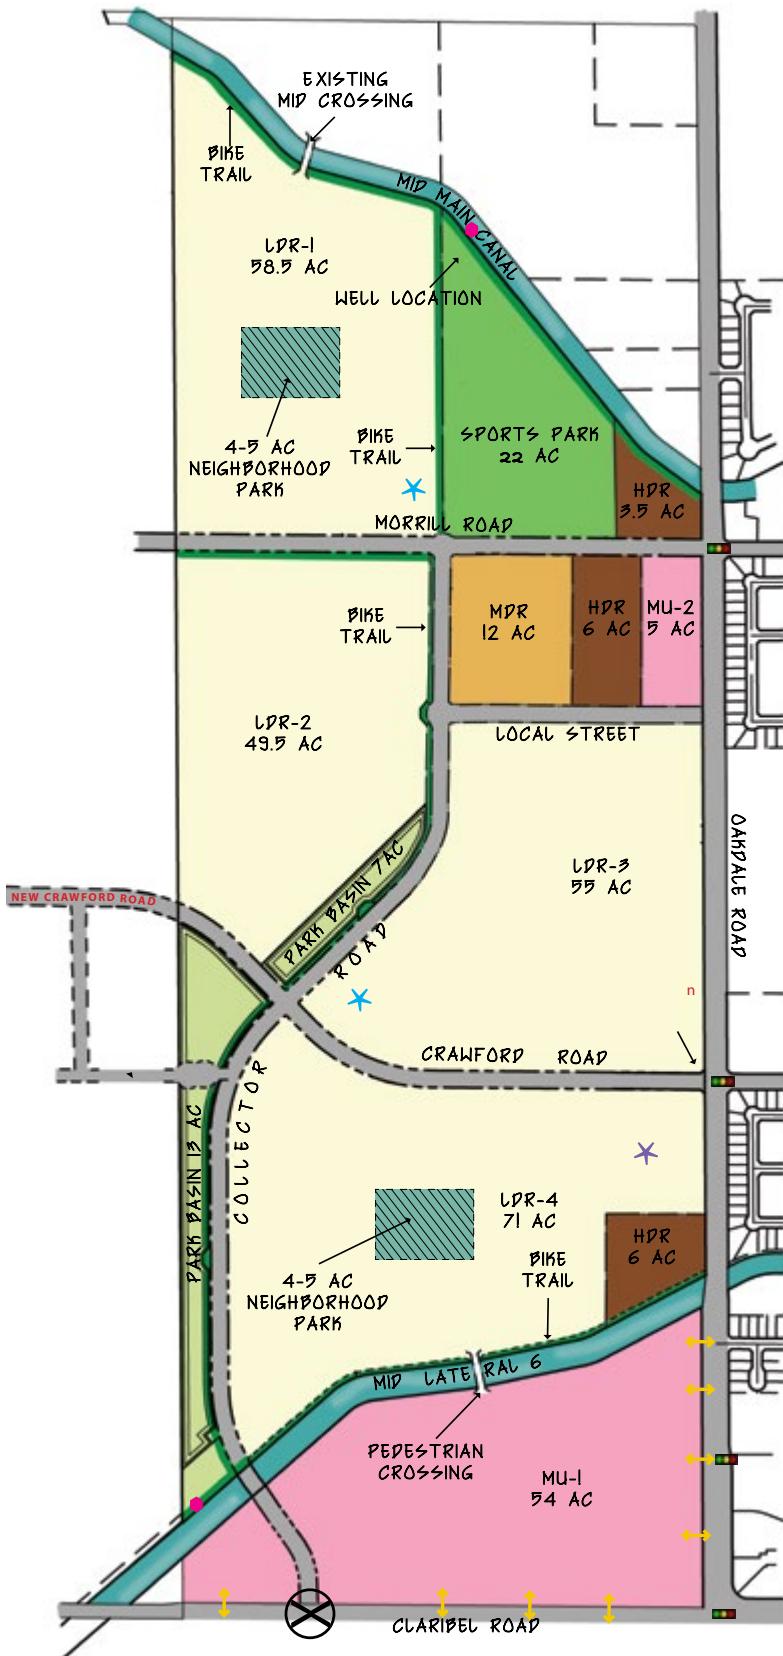 EXISTING
MID CROSSING
BIKE
TRAIL
MID MAIN CANAL
LDR-1
58.5 AC
WELL LOCATION
4-5 AC
NEIGHBORHOOD
PARK
BIKE
TRAIL
SPORTS PARK
22 AC
HDR
3.5 AC
MORRILL ROAD
BIKE
TRAIL
MDR
12 AC
HDR
6 AC
MU-2
5 AC
LDR-2
49.5 AC
LOCAL STREET
OAKDALE ROAD
LDR-3
55 AC
PARK BASIN 7AC
NEW CRAWFORD ROAD
COLLECTOR ROAD
n
CRAWFORD ROAD
PARK BASIN 13 AC
LDR-4
71 AC
HDR
6 AC
4-5 AC
NEIGHBORHOOD
PARK
BIKE
TRAIL
MID LATERAL 6
PEDESTRIAN
CROSSING
MU-1
54 AC
CLARIBEL ROAD